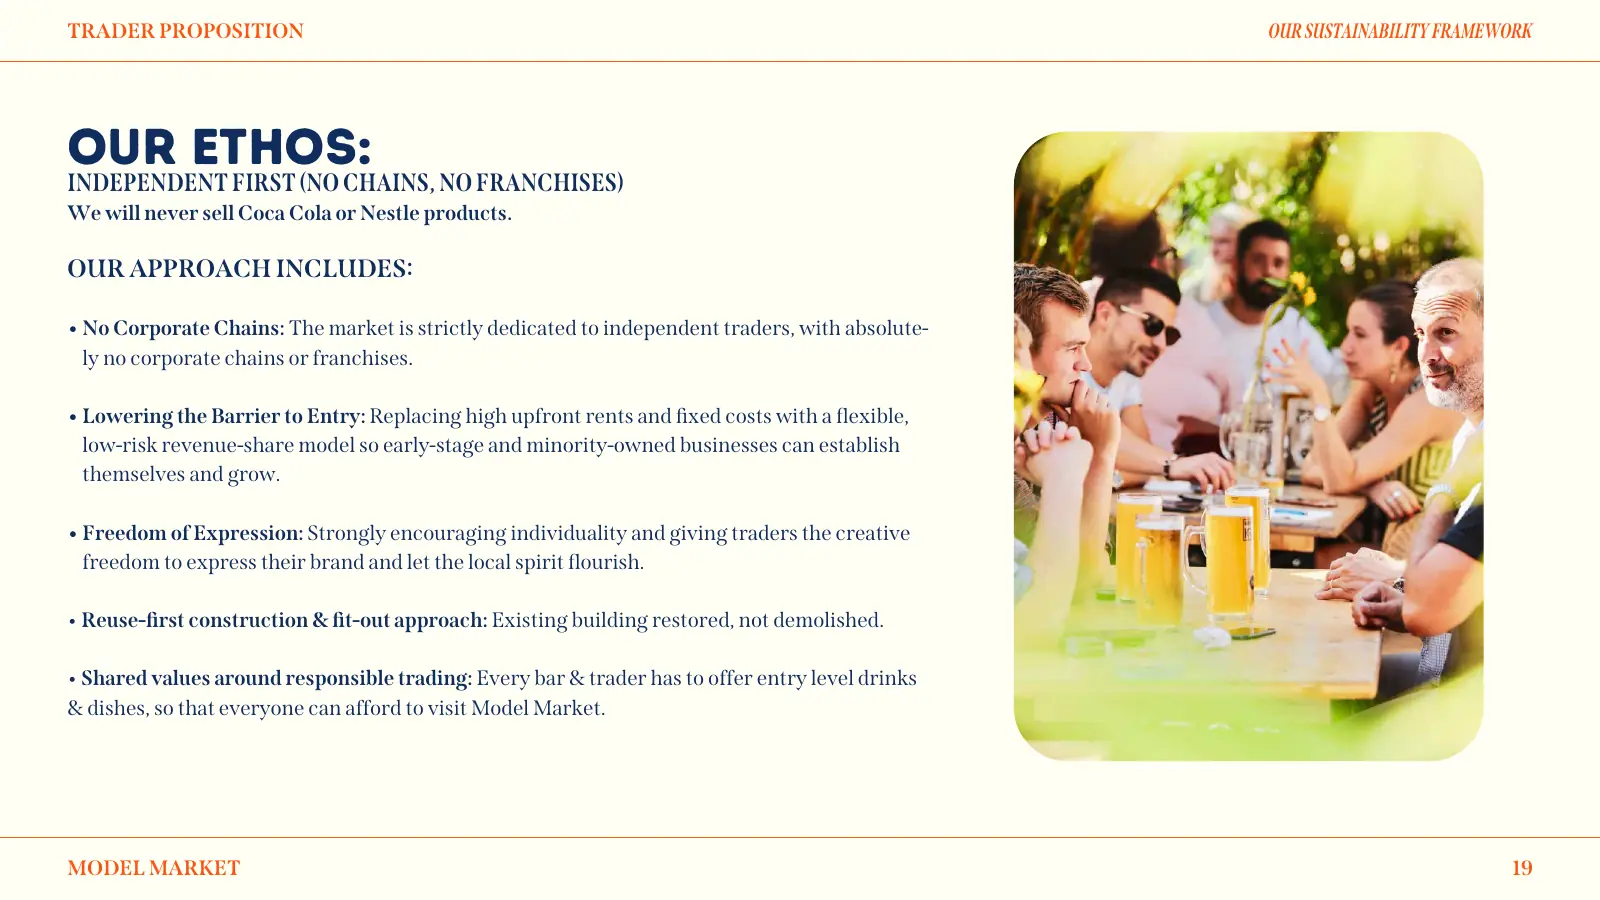 TRADER PROPOSITION
OUR SUSTAINABILITY FRAMEWORK
OUR ETHOS:
INDEPENDENT FIRST (NO CHAINS, NO FRANCHISES)
We will never sell Coca Cola or Nestle products.
OUR APPROACH INCLUDES:
• No Corporate Chains: The market is strictly dedicated to independent traders, with absolute-
ly no corporate chains or franchises.
• Lowering the Barrier to Entry: Replacing high upfront rents and fixed costs with a flexible,
low-risk revenue-share model so early-stage and minority-owned businesses can establish
themselves and grow.
• Freedom of Expression: Strongly encouraging individuality and giving traders the creative
freedom to express their brand and let the local spirit flourish.
• Reuse-first construction & fit-out approach: Existing building restored, not demolished.
• Shared values around responsible trading: Every bar & trader has to offer entry level drinks
& dishes, so that everyone can afford to visit Model Market.
MODEL MARKET
19